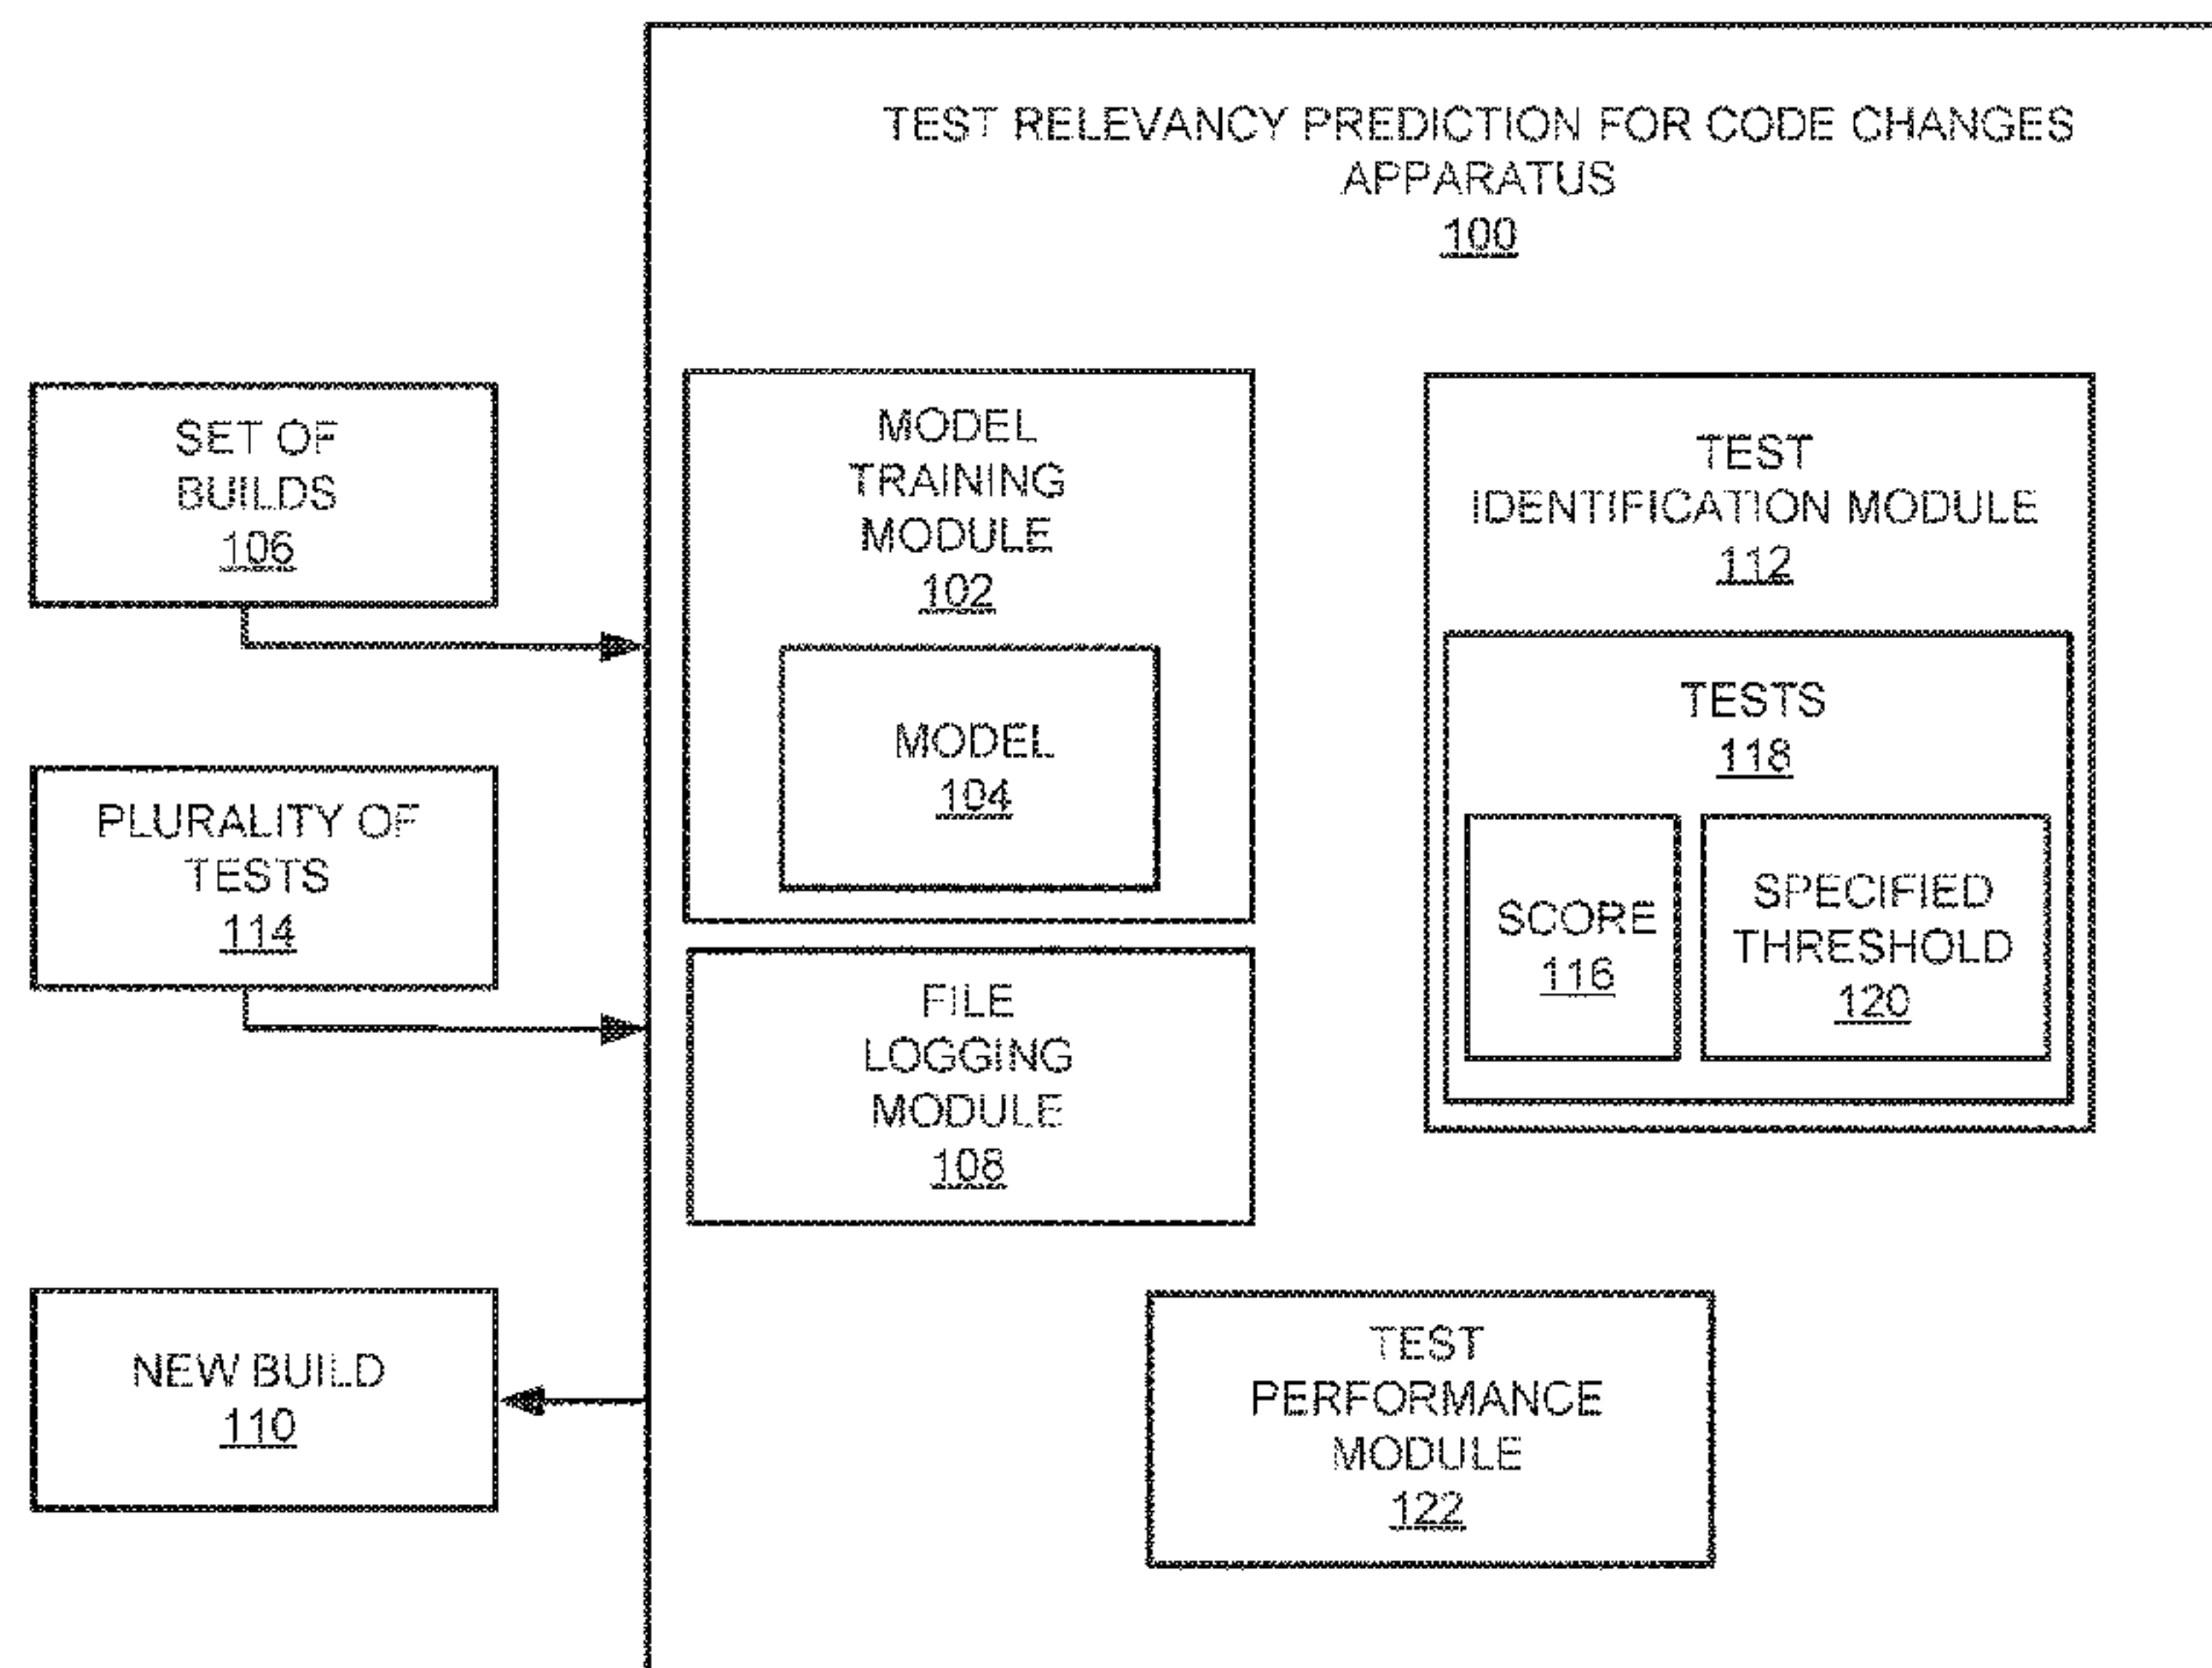 TEST RELEVANCY PREDICTION FOR CODE CHANGES
APPARATUS
100
SET OF
BUILDS
106
PLURALITY OF
TESTS
114
NEW BUILD
110
MODEL
TRAINING
MODULE
102
MODEL
104
FILE
LOGGING
MODULE
108
TEST
IDENTIFICATION MODULE
112
TESTS
118
SCORE
116
SPECIFIED
THRESHOLD
120
TEST
PERFORMANCE
MODULE
122